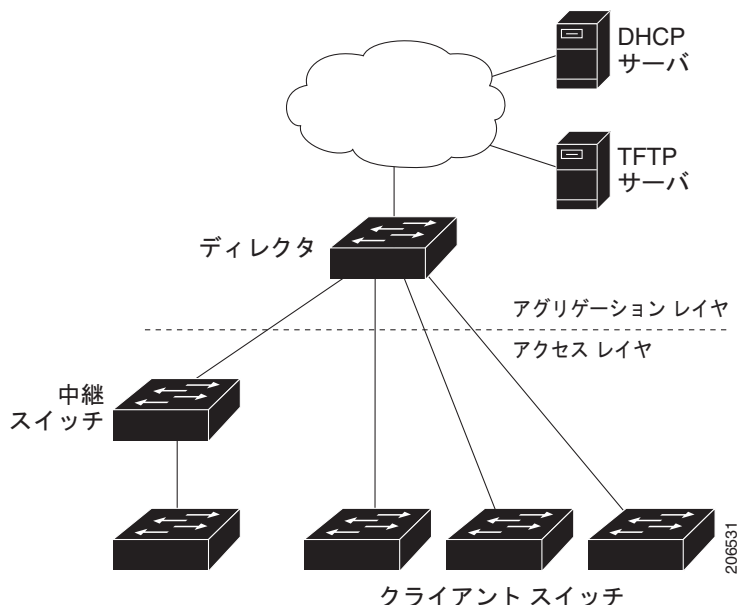 DHCP
サーバ
TFTP
サーバ
ディレクタ
アグリゲーション レイヤ
アクセス レイヤ
中継
スイッチ
クライアント スイッチ
206531